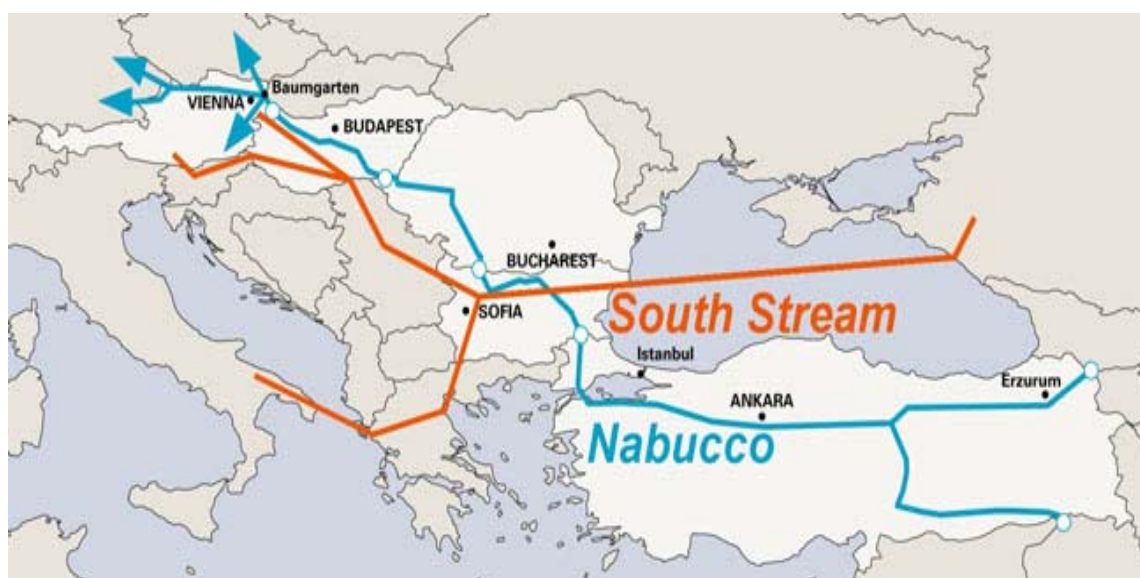 Baumgarten
VIENNA
BUDAPEST
BUCHAREST
SOFIA
South Stream
Istanbul
Erzurum
ANKARA
Nabucco